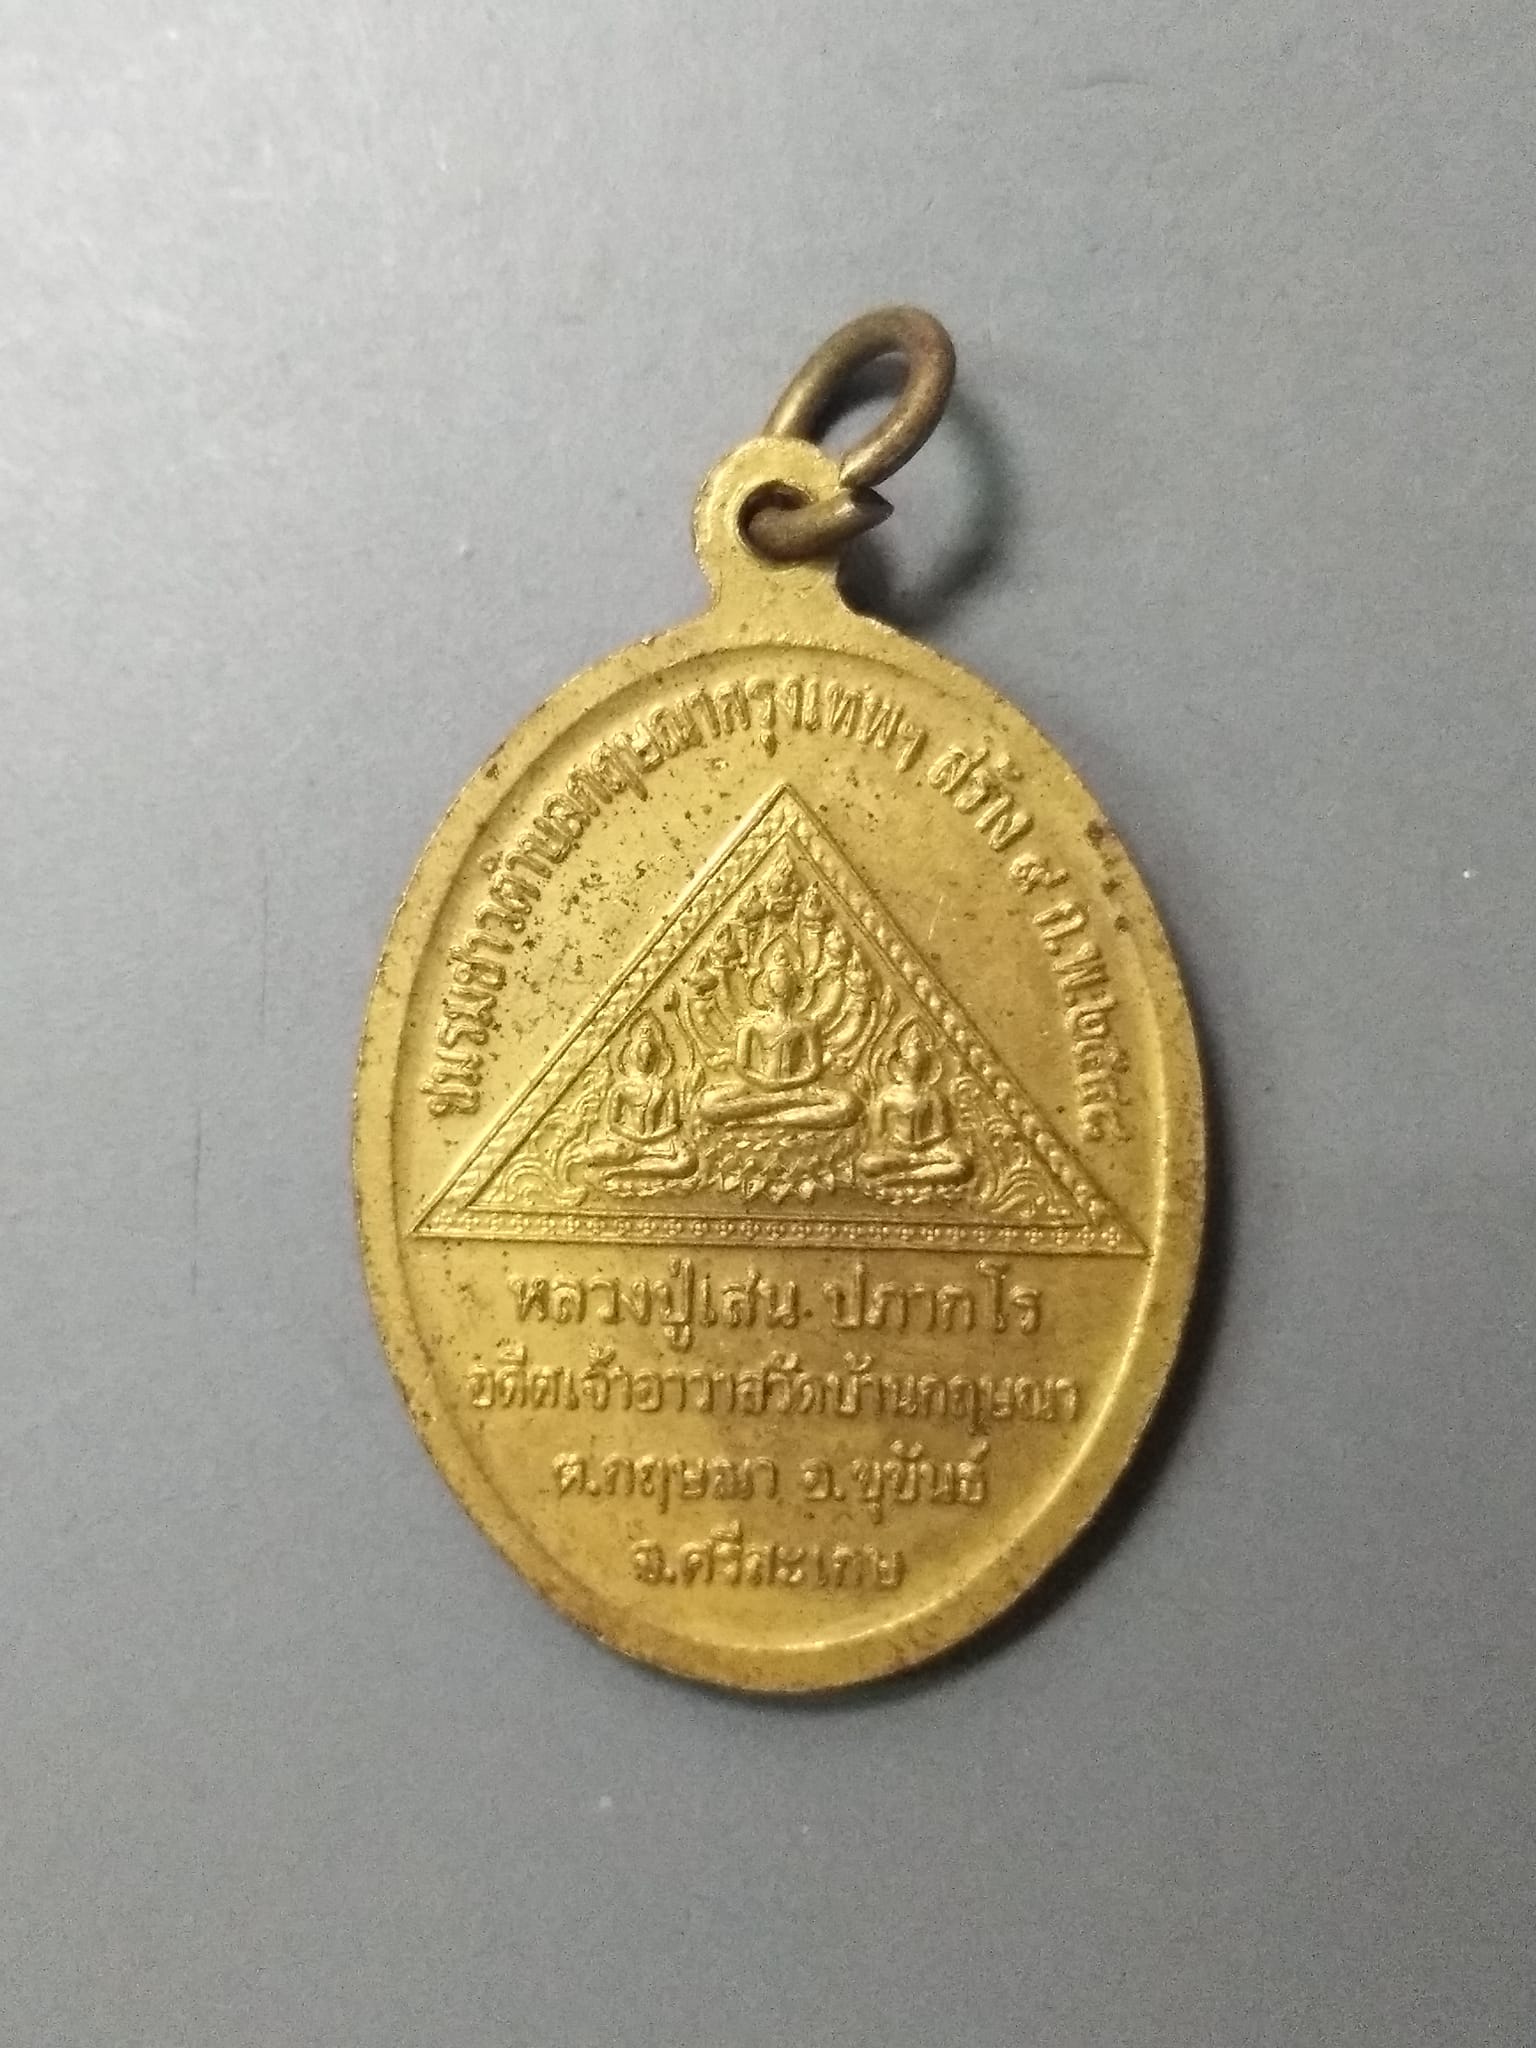 ชมรมชาวตำบลกฤษณากรุงเทพฯ สร้าง ๙ ก.พ.๒๕๔๘
หลวงปู่เสน ปภากโร
อดีตเจ้าอาวาสวัดบ้านกฤษณา
ต.กฤษณา อ.ขุขันธ์
จ.ศรีสะเกษ